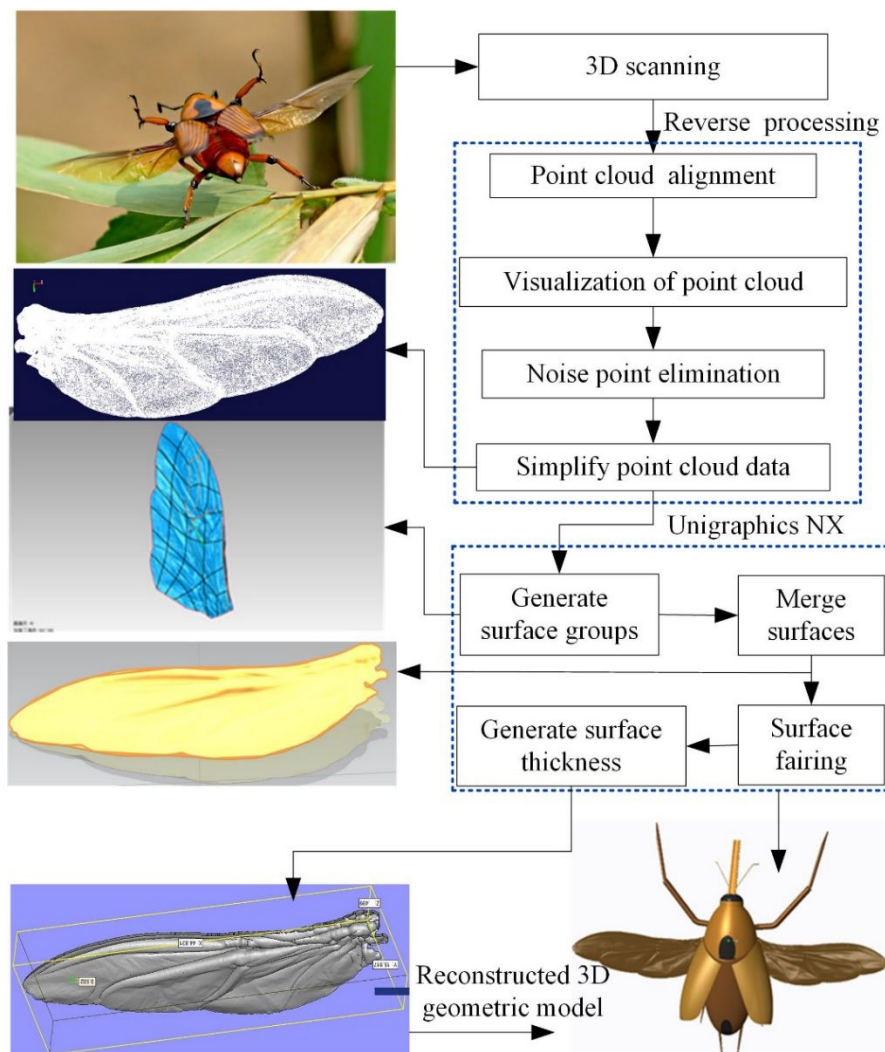 3D scanning
Reverse processing
Point cloud alignment
Visualization of point cloud
Noise point elimination
Simplify point cloud data
Unigraphics NX
Generate
surface groups
Merge
surfaces
Generate surface
thickness
Surface
fairing
Reconstructed 3D
geometric model